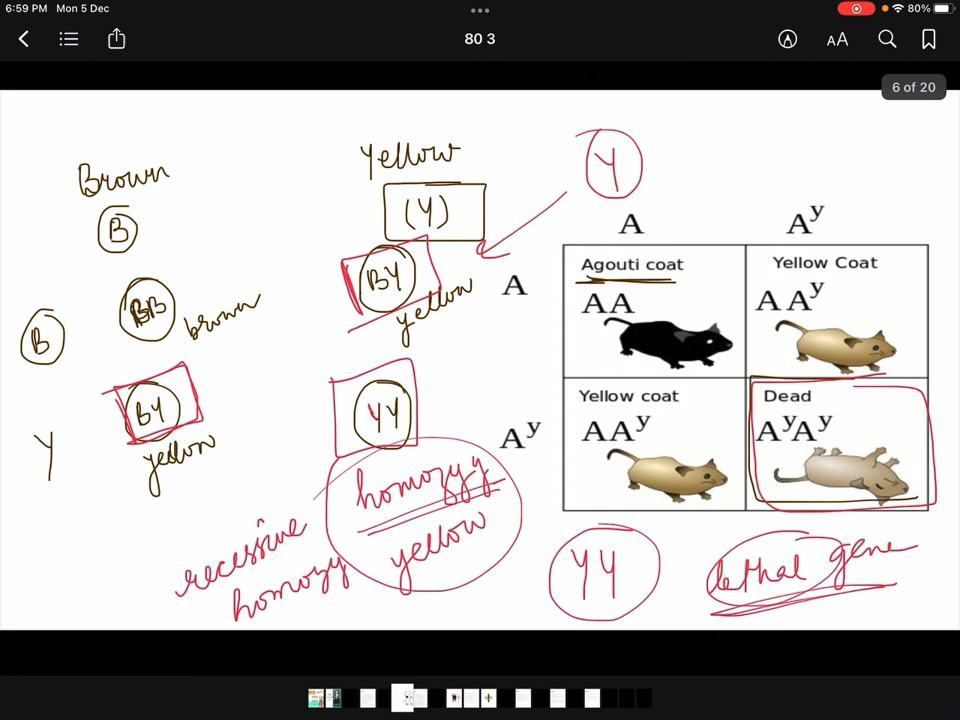 6:59 PM Mon 5 Dec
80%
80 3
AA
6 of 20
Brown
Yellow
Y
B
(Y)
A
Aʸ
B
BB
brown
BY
yellow
A
Agouti coat
AA
Yellow Coat
AAʸ
Y
BY
yellow
YY
Aʸ
Yellow coat
AAʸ
Dead
AʸAʸ
homozyg
yellow
recessive
homozy
YY
lethal gene